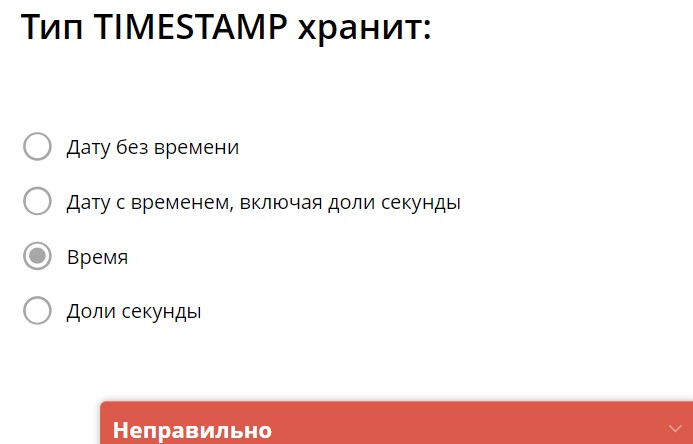 Тип TIMESTAMP хранит:
Дату без времени
Дату с временем, включая доли секунды
Время
Доли секунды
Неправильно